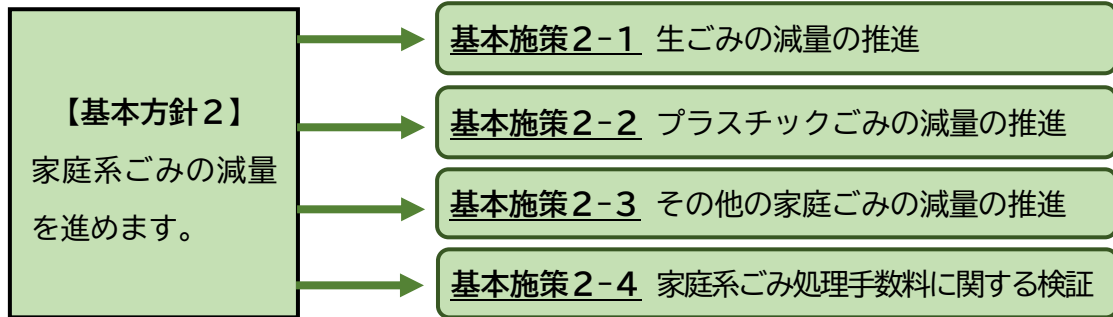 【基本方針２】
家庭系ごみの減量
を進めます。
基本施策２-１ 生ごみの減量の推進
基本施策２-２ プラスチックごみの減量の推進
基本施策２-３ その他の家庭ごみの減量の推進
基本施策２-４ 家庭系ごみ処理手数料に関する検証